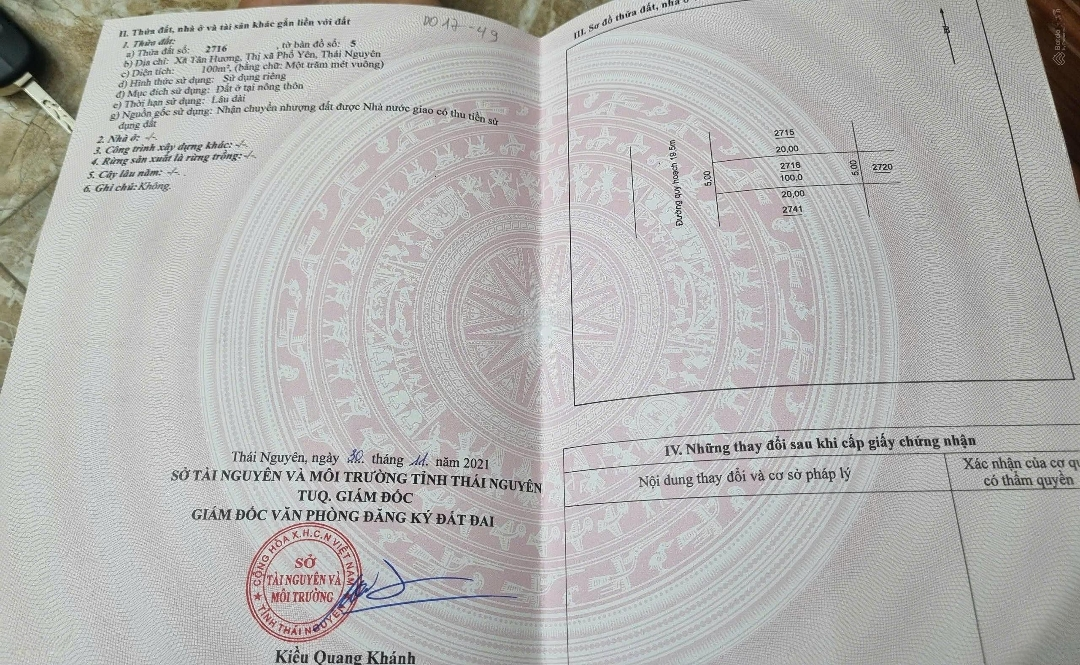 II. Thửa đất, nhà ở và tài sản khác gắn liền với đất
DO 17-49
1. Thửa đất:
a) Thửa đất số: 2716 , tờ bản đồ số: 5
b) Địa chỉ: Xã Tân Hương, Thị xã Phổ Yên, Thái Nguyên
c) Diện tích: 100m², (bằng chữ: Một trăm mét vuông)
d) Hình thức sử dụng: Sử dụng riêng
đ) Mục đích sử dụng: Đất ở tại nông thôn
e) Thời hạn sử dụng: Lâu dài
g) Nguồn gốc sử dụng: Nhận chuyển nhượng đất được Nhà nước giao có thu tiền sử
dụng đất
2. Nhà ở: -/-
3. Công trình xây dựng khác: -/-
4. Rừng sản xuất là rừng trồng: -/-
5. Cây lâu năm: -/-
6. Ghi chú: Không.
Thái Nguyên, ngày 30 tháng 11 năm 2021
SỞ TÀI NGUYÊN VÀ MÔI TRƯỜNG TỈNH THÁI NGUYÊN
TUQ. GIÁM ĐỐC
GIÁM ĐỐC VĂN PHÒNG ĐĂNG KÝ ĐẤT ĐAI
CỘNG HÒA X.H.C.N VIỆT NAM
SỞ
TÀI NGUYÊN VÀ
MÔI TRƯỜNG
TỈNH THÁI NGUYÊN
Kiều Quang Khánh
III. Sơ đồ thửa đất, nhà ở
B
Đường quy hoạch 19.5m
2715
20,00
5,00
2716
100,0
5,00
2720
20,00
2741
IV. Những thay đổi sau khi cấp giấy chứng nhận
Nội dung thay đổi và cơ sở pháp lý
Xác nhận của cơ qu
có thẩm quyền